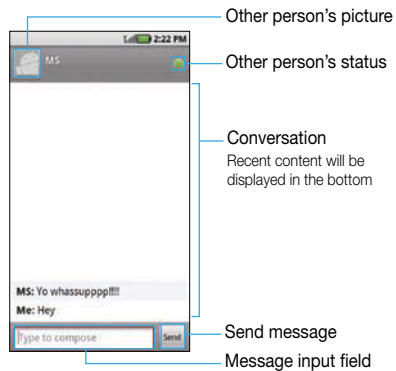 Other person's picture
2:22 PM
MS
Other person's status
Conversation
Recent content will be
displayed in the bottom
MS: Yo whassupppp!!!!
Me: Hey
Type to compose
Send
Send message
Message input field